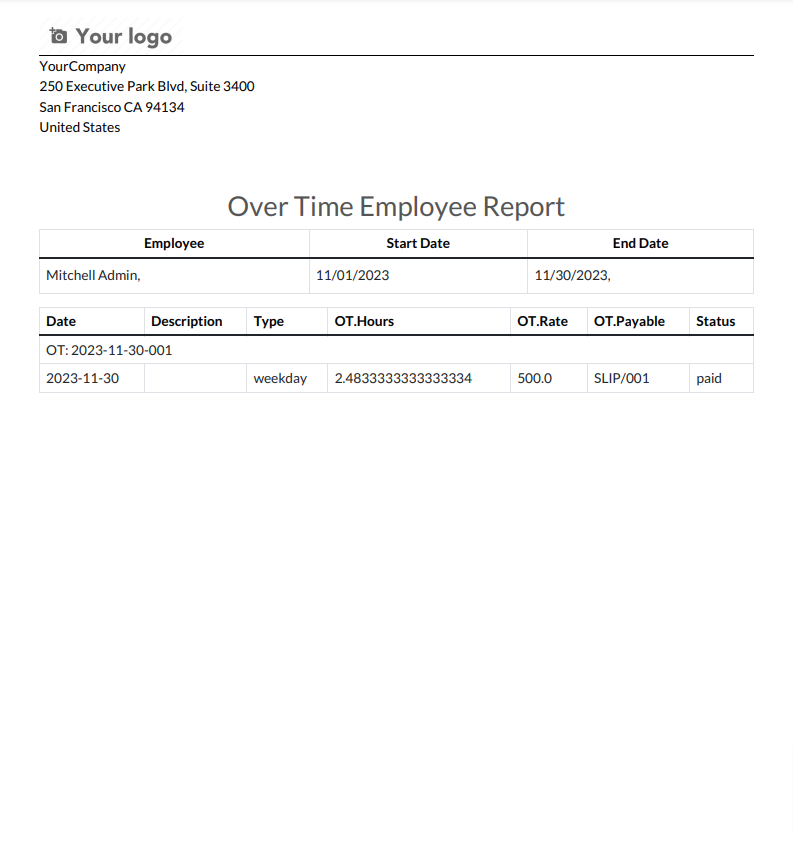 Your logo
YourCompany
250 Executive Park Blvd, Suite 3400
San Francisco CA 94134
United States
Over Time Employee Report
Employee Start Date End Date
Mitchell Admin, 11/01/2023 11/30/2023,
Date Description Type OT.Hours OT.Rate OT.Payable Status
OT: 2023-11-30-001
2023-11-30 weekday 2.4833333333333334 500.0 SLIP/001 paid